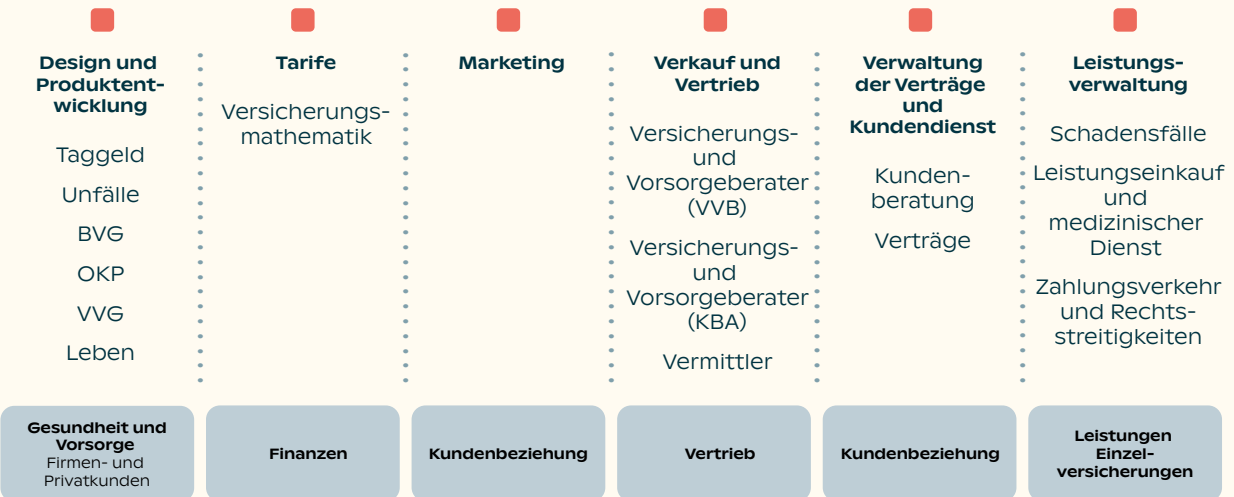 Design und
Produktent-
wicklung
Taggeld
Unfälle
BVG
OKP
VVG
Leben
Tarife
Versicherungs-
mathematik
Marketing
Verkauf und
Vertrieb
Versicherungs-
und
Vorsorgeberater
(VVB)
Versicherungs-
und
Vorsorgeberater
(KBA)
Vermittler
Verwaltung
der Verträge
und
Kundendienst
Kunden-
beratung
Verträge
Leistungs-
verwaltung
Schadensfälle
Leistungseinkauf
und
medizinischer
Dienst
Zahlungsverkehr
und Rechts-
streitigkeiten
Gesundheit und
Vorsorge
Firmen- und
Privatkunden
Finanzen
Kundenbeziehung
Vertrieb
Kundenbeziehung
Leistungen
Einzel-
versicherungen